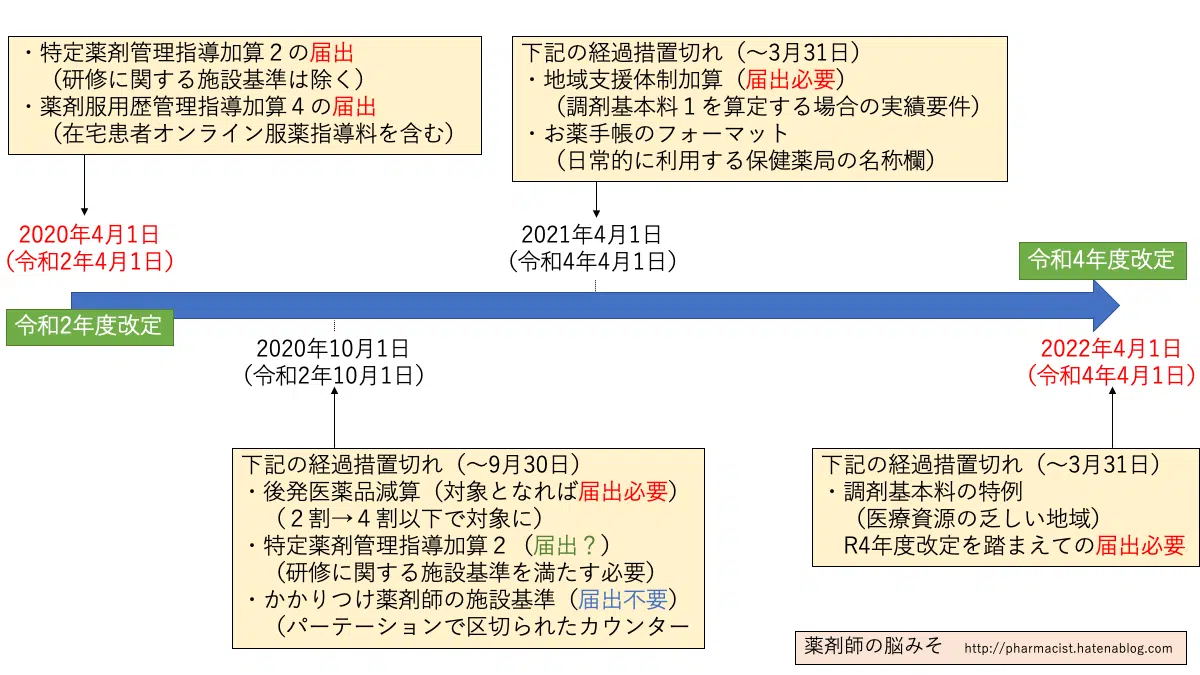 ・特定薬剤管理指導加算２の届出
（研修に関する施設基準は除く）
・薬剤服用歴管理指導加算４の届出
（在宅患者オンライン服薬指導料を含む）
下記の経過措置切れ（～3月31日）
・地域支援体制加算（届出必要）
（調剤基本料１を算定する場合の実績要件）
・お薬手帳のフォーマット
（日常的に利用する保健薬局の名称欄）
2020年4月1日
（令和2年4月1日）
2021年4月1日
（令和4年4月1日）
令和4年度改定
令和2年度改定
2020年10月1日
（令和2年10月1日）
2022年4月1日
（令和4年4月1日）
下記の経過措置切れ（～9月30日）
・後発医薬品減算（対象となれば届出必要）
（２割→４割以下で対象に）
・特定薬剤管理指導加算２（届出？）
（研修に関する施設基準を満たす必要）
・かかりつけ薬剤師の施設基準（届出不要）
（パーテーションで区切られたカウンター
下記の経過措置切れ（～3月31日）
・調剤基本料の特例
（医療資源の乏しい地域）
R4年度改定を踏まえての届出必要
薬剤師の脳みそ http://pharmacist.hatenablog.com